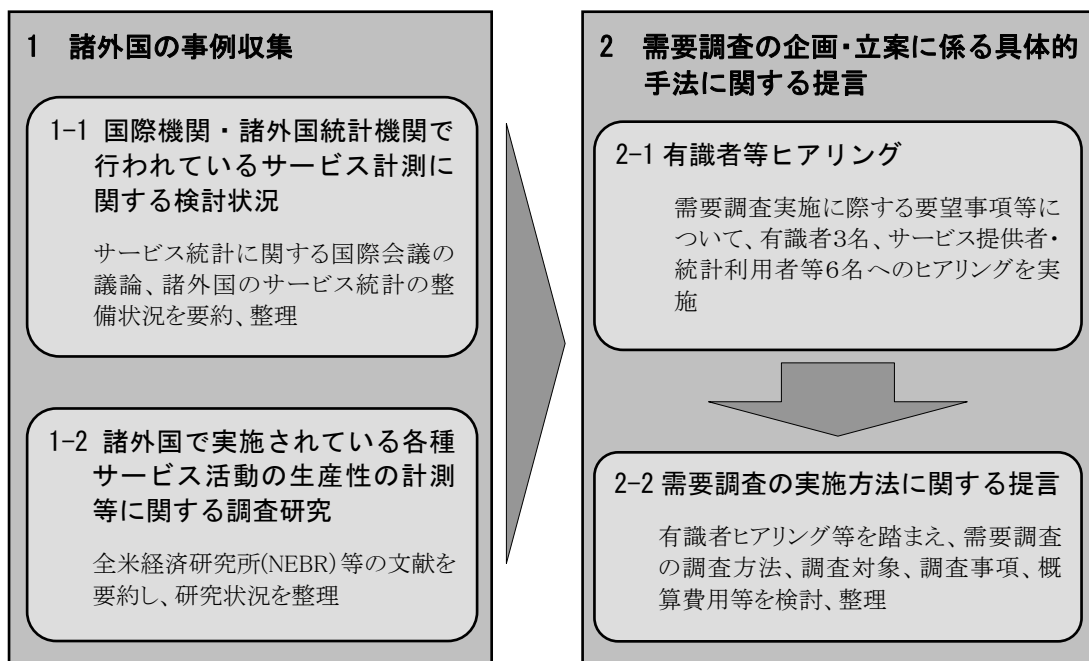 1 諸外国の事例収集
1-1 国際機関・諸外国統計機関で
行われているサービス計測に
関する検討状況
サービス統計に関する国際会議の
議論、諸外国のサービス統計の整
備状況を要約、整理
1-2 諸外国で実施されている各種
サービス活動の生産性の計測
等に関する調査研究
全米経済研究所(NEBR)等の文献を
要約し、研究状況を整理
2 需要調査の企画・立案に係る具体的
手法に関する提言
2-1 有識者等ヒアリング
需要調査実施に際する要望事項等に
ついて、有識者3名、サービス提供者・
統計利用者等6名へのヒアリングを実
施
2-2 需要調査の実施方法に関する提言
有識者ヒアリング等を踏まえ、需要調査
の調査方法、調査対象、調査事項、概
算費用等を検討、整理